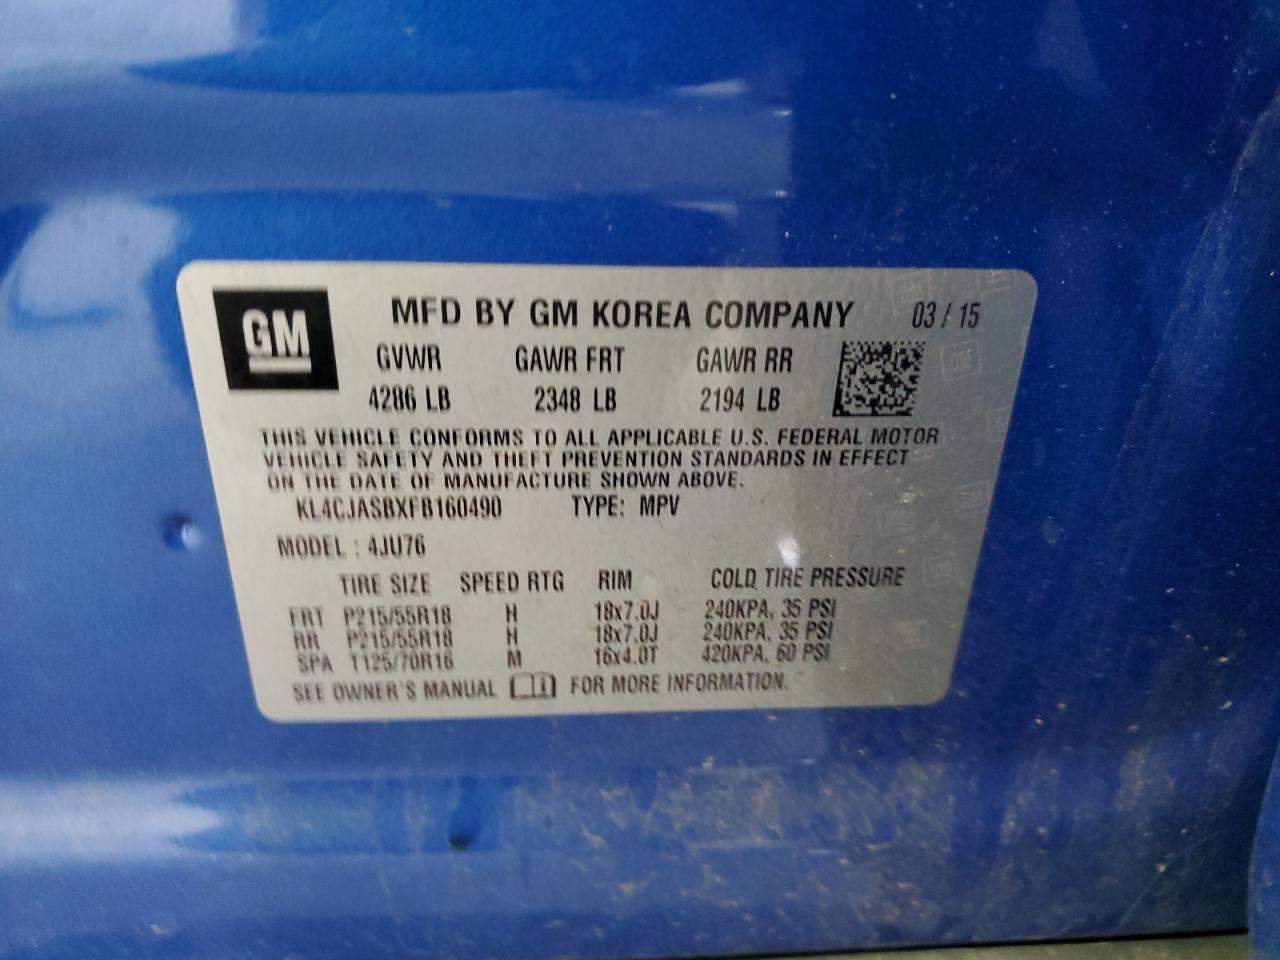 GM MFD BY GM KOREA COMPANY 03 / 15
GVWR GAWR FRT GAWR RR
4286 LB 2348 LB 2194 LB
THIS VEHICLE CONFORMS TO ALL APPLICABLE U.S. FEDERAL MOTOR
VEHICLE SAFETY AND THEFT PREVENTION STANDARDS IN EFFECT
ON THE DATE OF MANUFACTURE SHOWN ABOVE.
KL4CJASBXFB160490 TYPE: MPV
MODEL : 4JU76
TIRE SIZE SPEED RTG RIM COLD TIRE PRESSURE
FRT P215/55R18 H 18x7.0J 240KPA, 35 PSI
RR P215/55R18 H 18x7.0J 240KPA, 35 PSI
SPA T125/70R16 M 16x4.0T 420KPA, 60 PSI
SEE OWNER'S MANUAL FOR MORE INFORMATION.